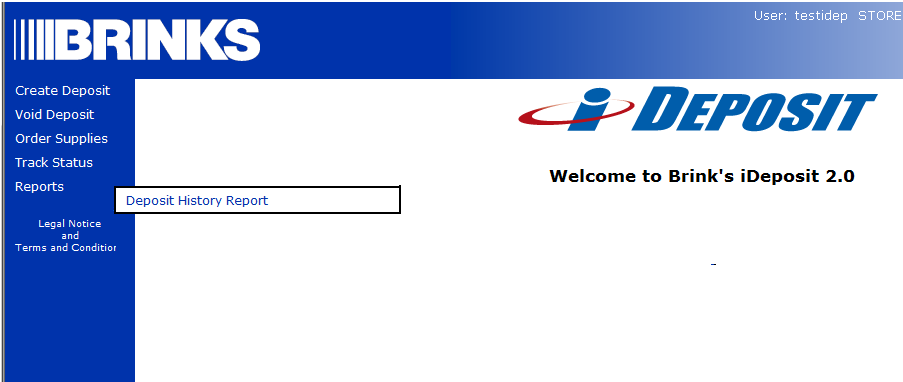 User: testidep STORE
BRINKS
Create Deposit
Void Deposit
Order Supplies
Track Status
Reports
Deposit History Report
Legal Notice
and
Terms and Condition
i DEPOSIT
Welcome to Brink's iDeposit 2.0